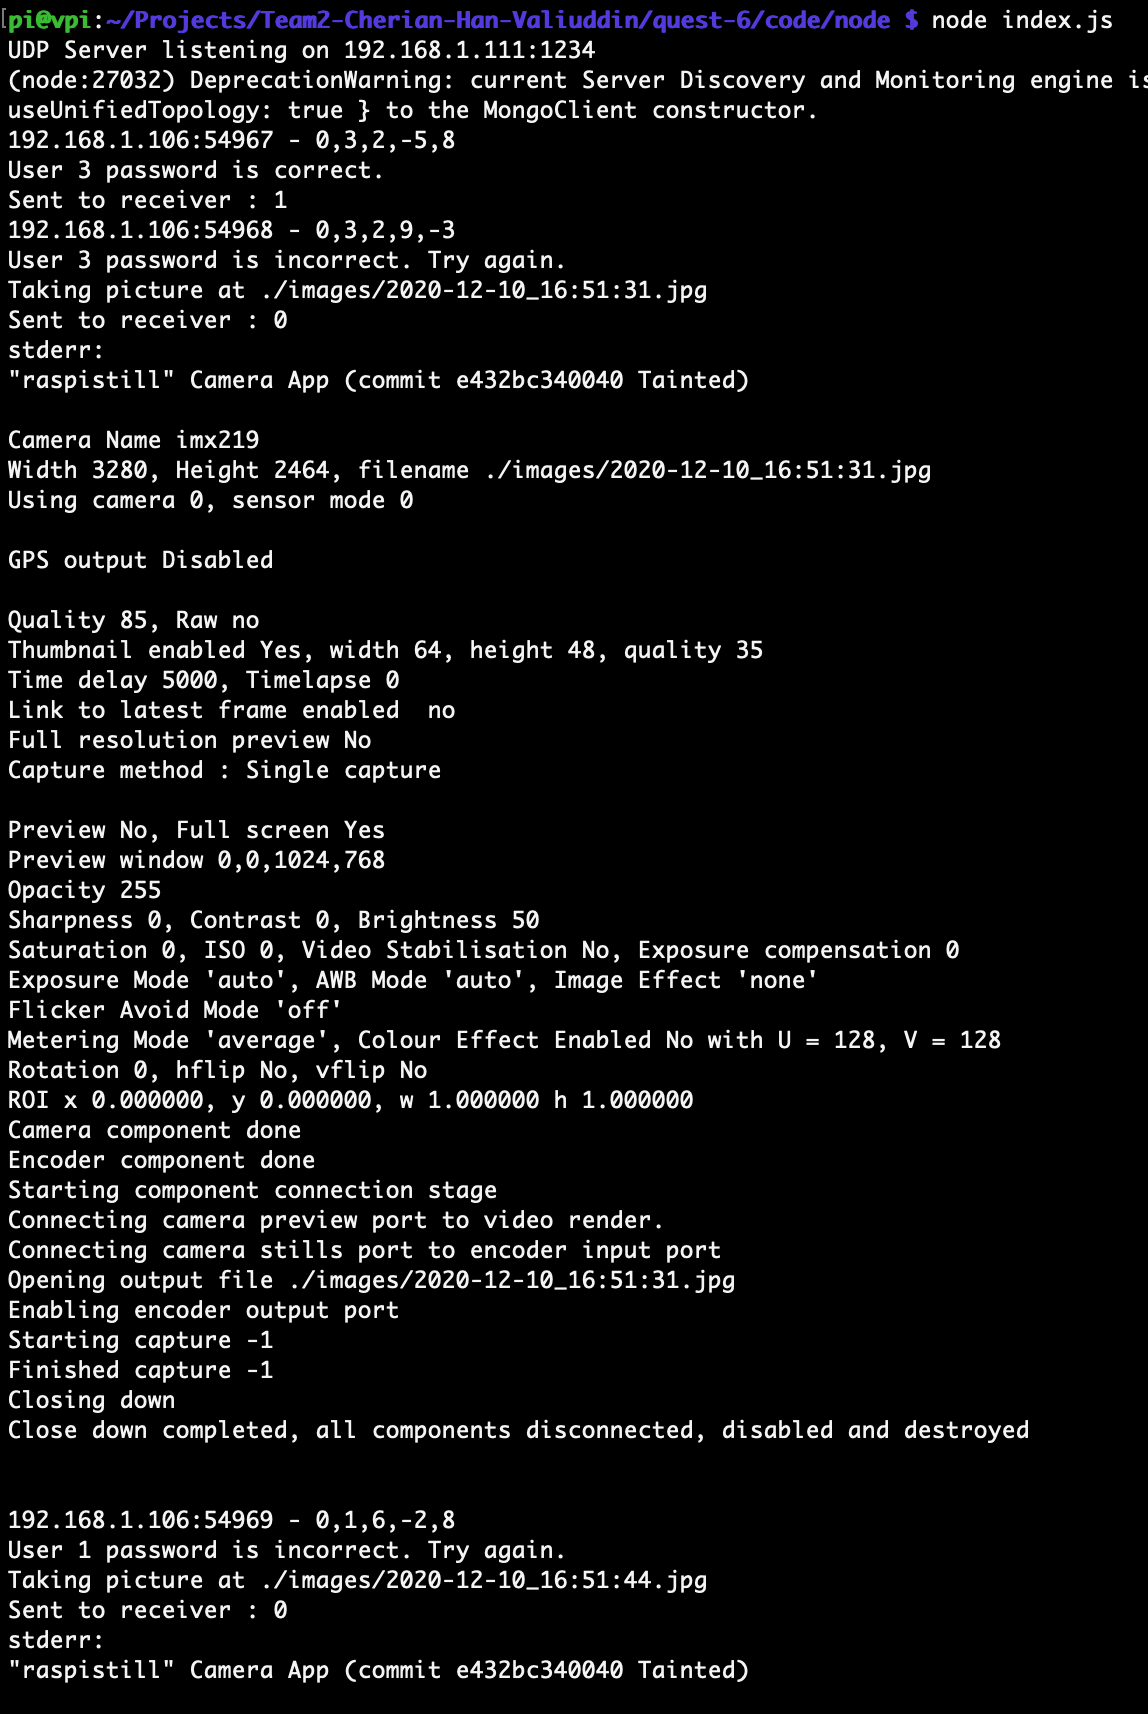 [pi@vpi:~/Projects/Team2-Cherian-Han-Valiuddin/quest-6/code/node $ node index.js
UDP Server listening on 192.168.1.111:1234
(node:27032) DeprecationWarning: current Server Discovery and Monitoring engine is
useUnifiedTopology: true } to the MongoClient constructor.
192.168.1.106:54967 - 0,3,2,-5,8
User 3 password is correct.
Sent to receiver : 1
192.168.1.106:54968 - 0,3,2,9,-3
User 3 password is incorrect. Try again.
Taking picture at ./images/2020-12-10_16:51:31.jpg
Sent to receiver : 0
stderr:
"raspistill" Camera App (commit e432bc340040 Tainted)
Camera Name imx219
Width 3280, Height 2464, filename ./images/2020-12-10_16:51:31.jpg
Using camera 0, sensor mode 0
GPS output Disabled
Quality 85, Raw no
Thumbnail enabled Yes, width 64, height 48, quality 35
Time delay 5000, Timelapse 0
Link to latest frame enabled  no
Full resolution preview No
Capture method : Single capture
Preview No, Full screen Yes
Preview window 0,0,1024,768
Opacity 255
Sharpness 0, Contrast 0, Brightness 50
Saturation 0, ISO 0, Video Stabilisation No, Exposure compensation 0
Exposure Mode 'auto', AWB Mode 'auto', Image Effect 'none'
Flicker Avoid Mode 'off'
Metering Mode 'average', Colour Effect Enabled No with U = 128, V = 128
Rotation 0, hflip No, vflip No
ROI x 0.000000, y 0.000000, w 1.000000 h 1.000000
Camera component done
Encoder component done
Starting component connection stage
Connecting camera preview port to video render.
Connecting camera stills port to encoder input port
Opening output file ./images/2020-12-10_16:51:31.jpg
Enabling encoder output port
Starting capture -1
Finished capture -1
Closing down
Close down completed, all components disconnected, disabled and destroyed
192.168.1.106:54969 - 0,1,6,-2,8
User 1 password is incorrect. Try again.
Taking picture at ./images/2020-12-10_16:51:44.jpg
Sent to receiver : 0
stderr:
"raspistill" Camera App (commit e432bc340040 Tainted)